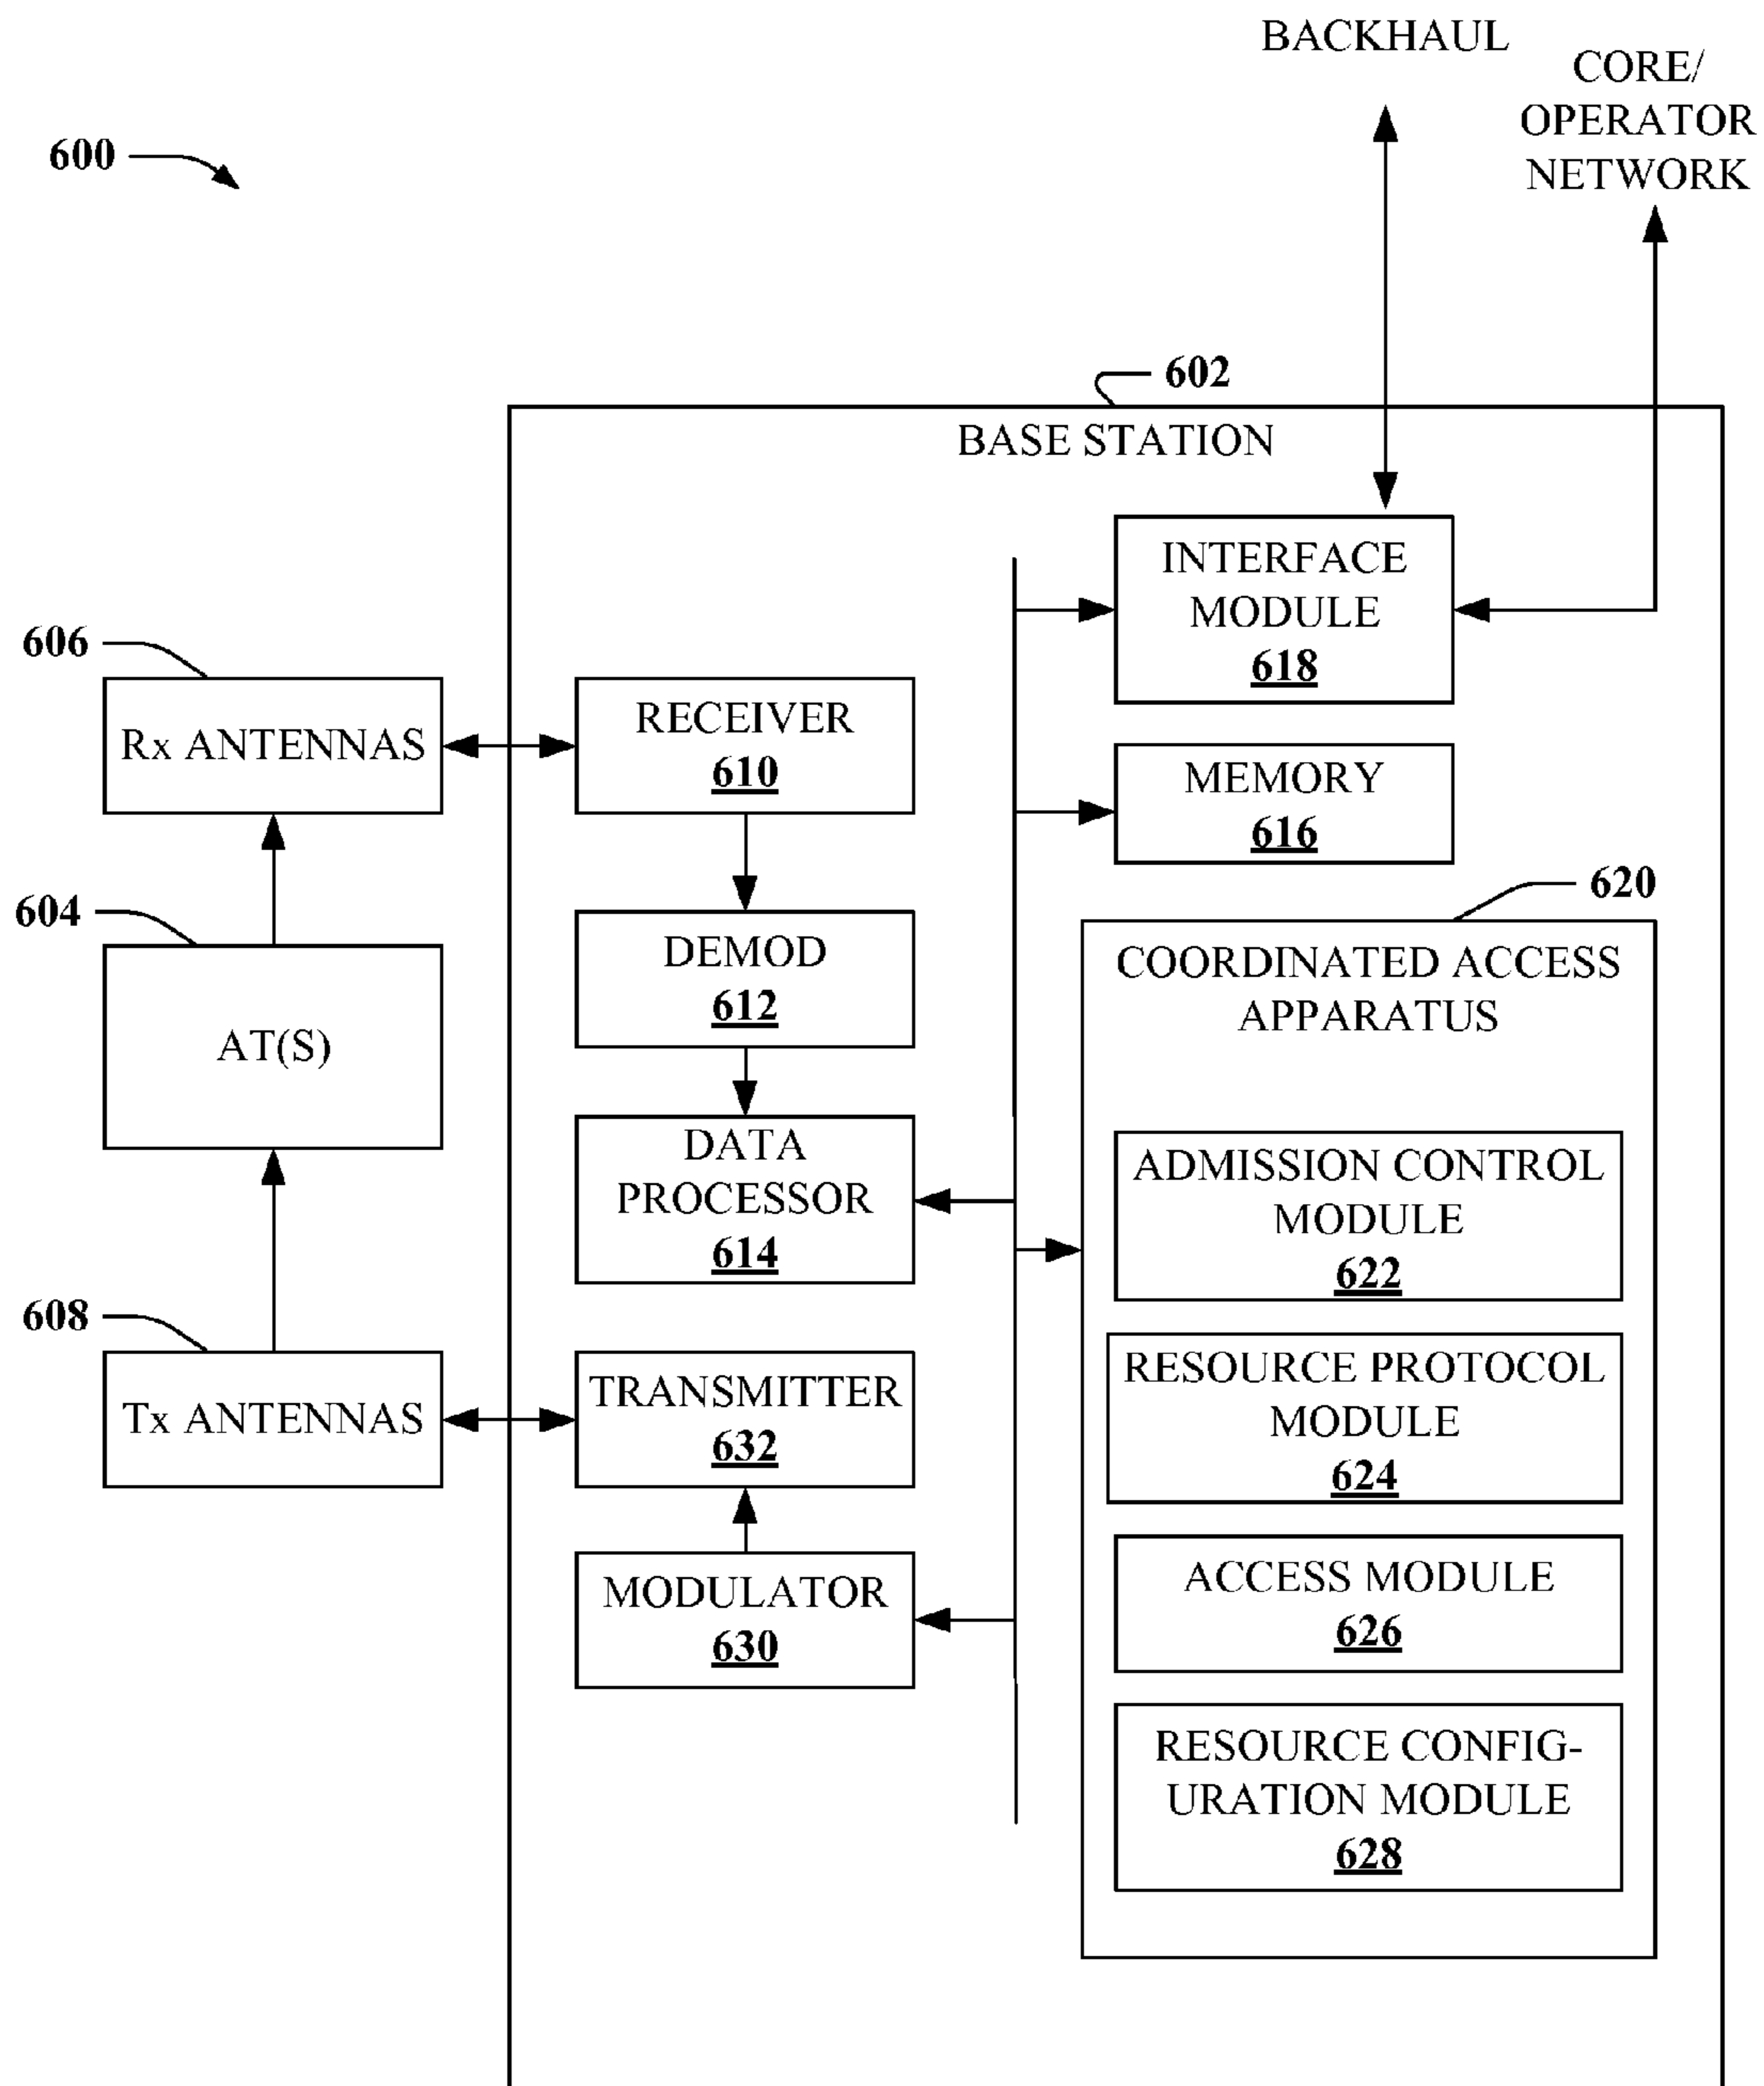 BACKHAUL
CORE/
OPERATOR
NETWORK
600
602
BASE STATION
INTERFACE
MODULE
618
606
Rx ANTENNAS
RECEIVER
610
MEMORY
616
604
AT(S)
DEMOD
612
620
COORDINATED ACCESS
APPARATUS
DATA
PROCESSOR
614
ADMISSION CONTROL
MODULE
622
608
Tx ANTENNAS
TRANSMITTER
632
RESOURCE PROTOCOL
MODULE
624
MODULATOR
630
ACCESS MODULE
626
RESOURCE CONFIG-
URATION MODULE
628